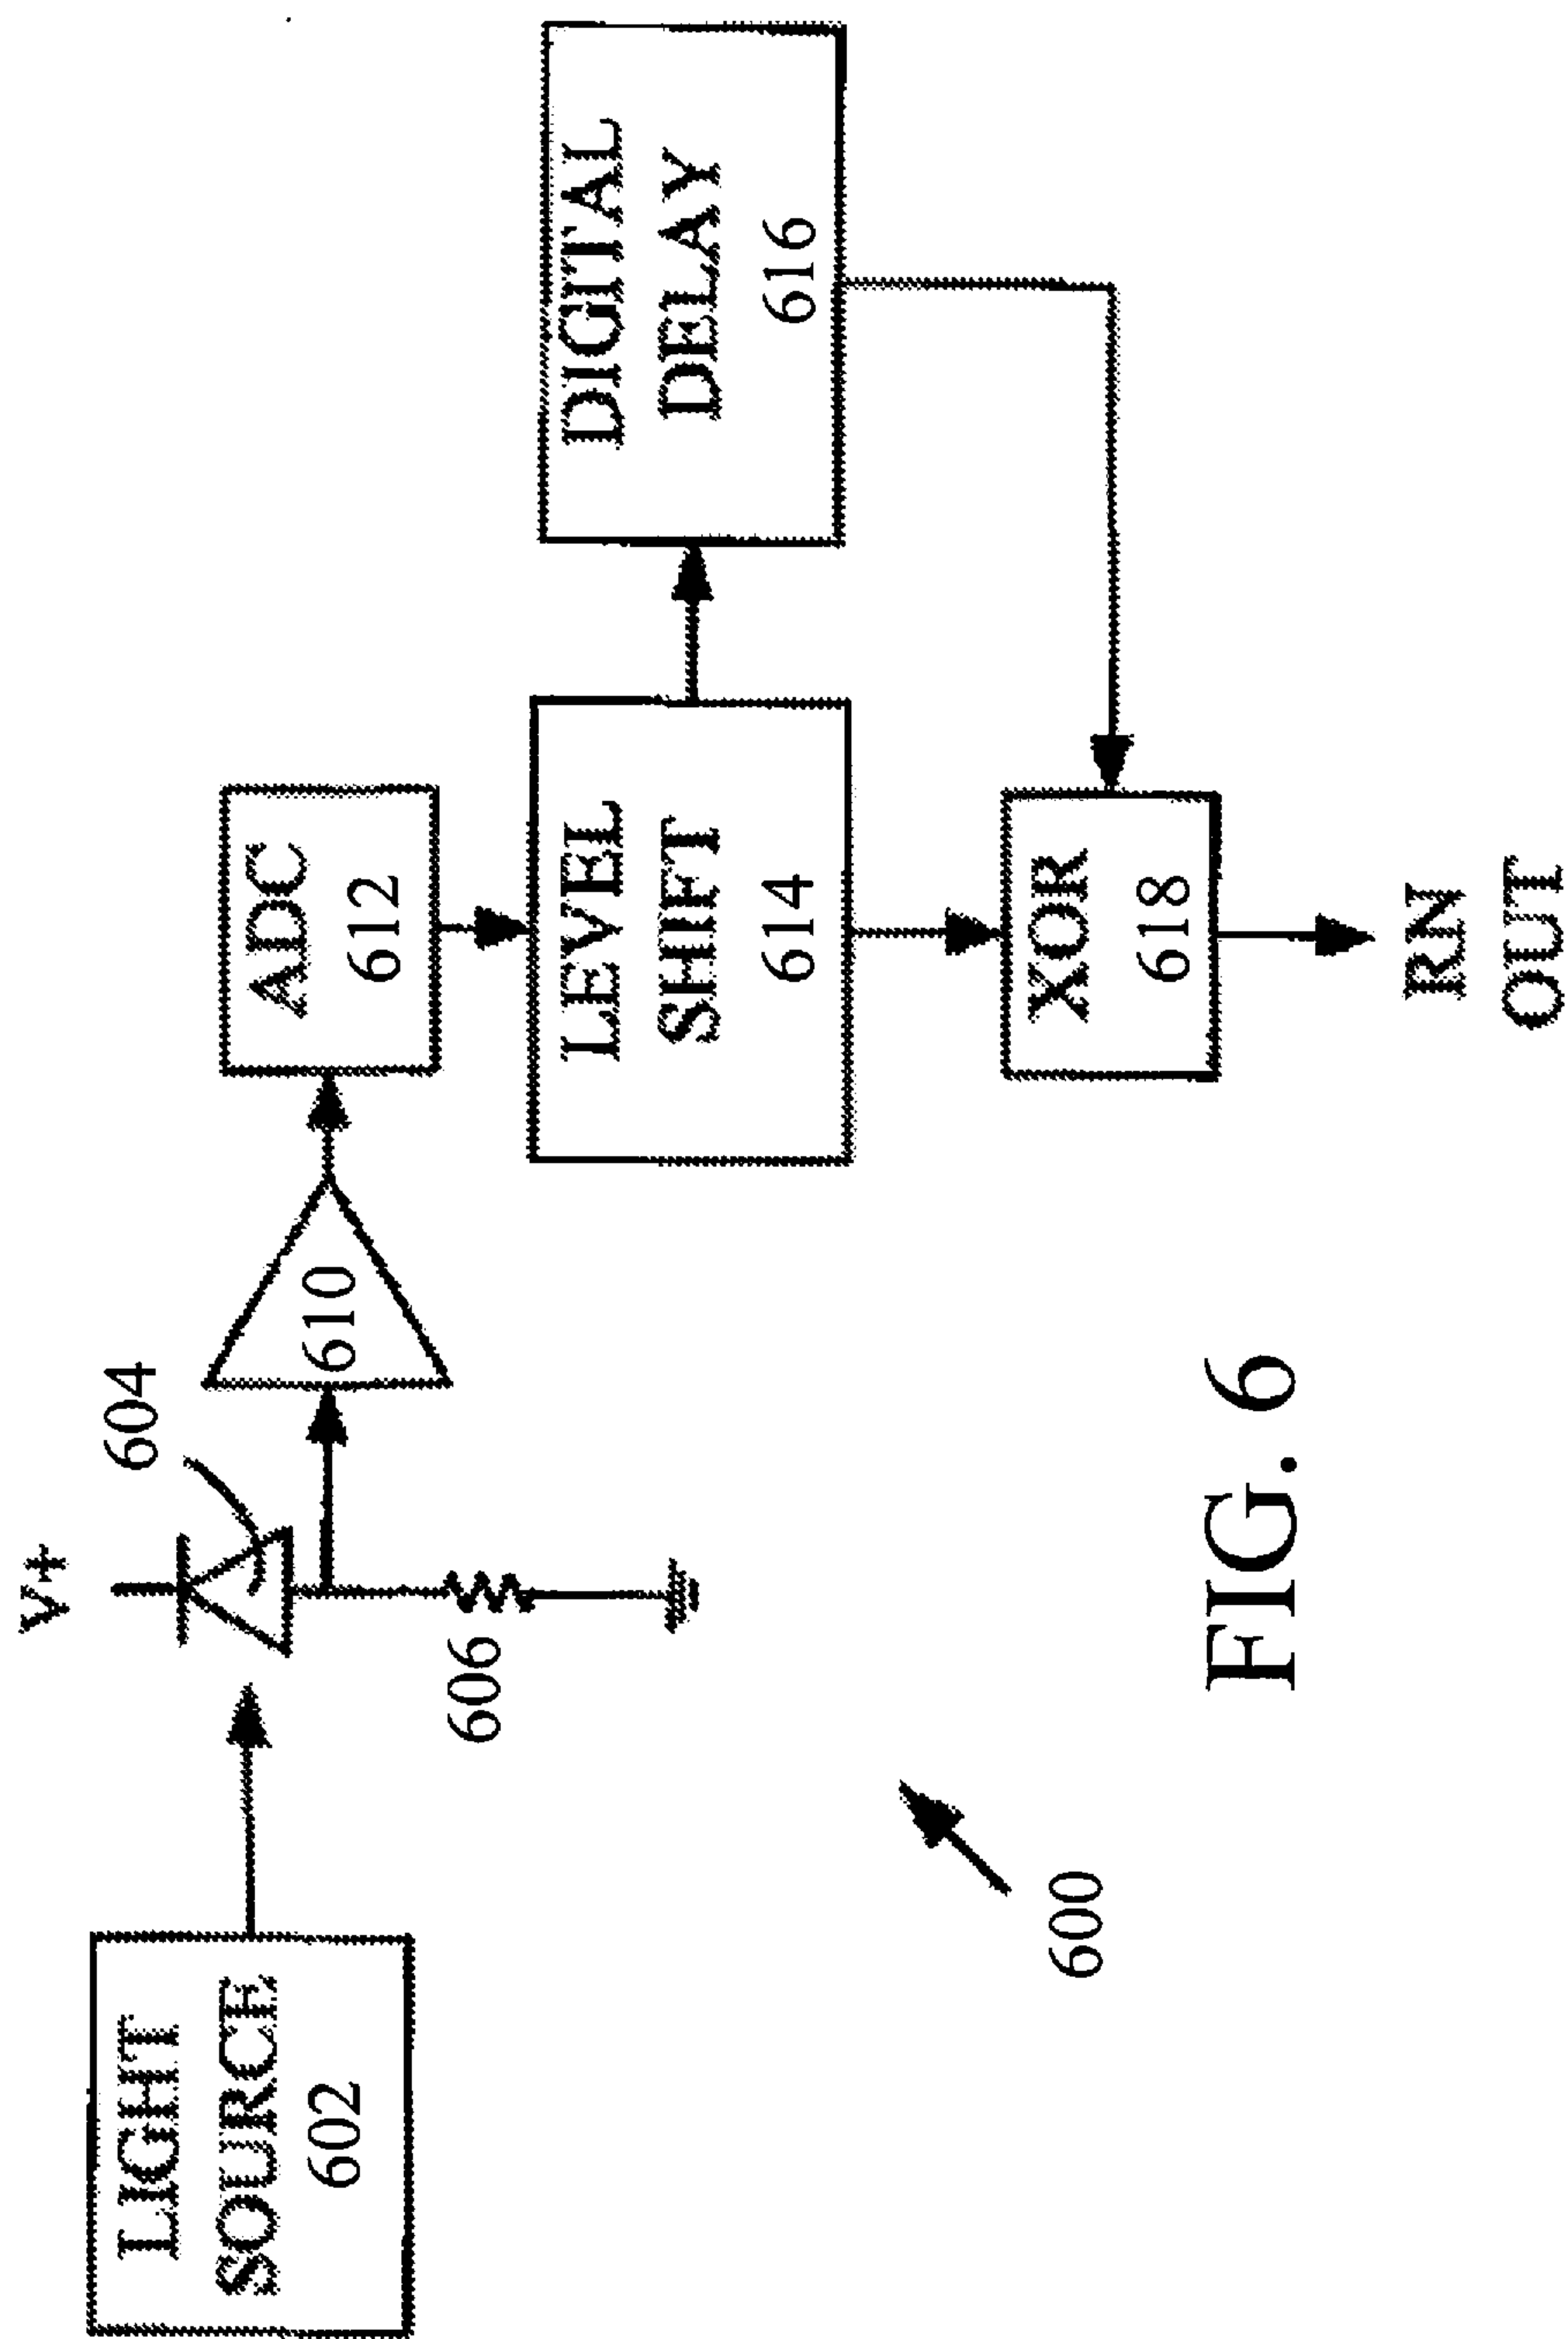 LIGHT
SOURCE
602
V+
604
606
610
ADC
612
LEVEL
SHIFT
614
DIGITAL
DELAY
616
XOR
618
RN
OUT
600
FIG. 6